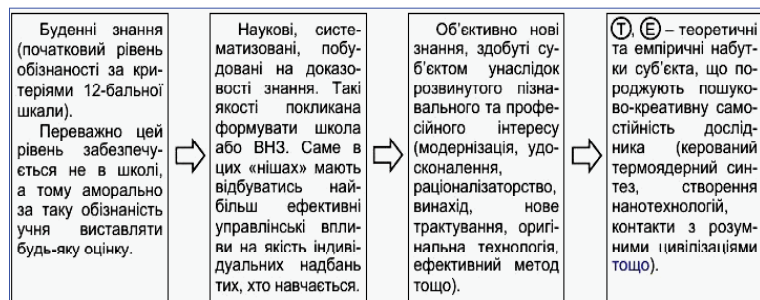 Буденні знання
(початковий рівень
обізнаності за кри-
теріями 12-бальної
шкали).
Переважно цей
рівень забезпечу-
ється не в школі,
а тому аморально
за таку обізнаність
учня виставляти
будь-яку оцінку.
Наукові, систе-
матизовані, побу-
довані на доказо-
вості знання. Такі
якості покликана
формувати школа
або ВНЗ. Саме в
цих «нішах» мають
відбуватись най-
більш ефективні
управлінські впли-
ви на якість індиві-
дуальних надбань
тих, хто навчається.
Об’єктивно нові
знання, здобуті су-
б’єктом унаслідок
розвинутого пізна-
вального та профе-
сійного інтересу
(модернізація, удо-
сконалення,
раціоналізаторство,
винахід, нове
трактування, оригі-
нальна технологія,
ефективний метод
тощо).
Ⓣ, Ⓔ – теоретичні
та емпіричні набут-
ки суб’єкта, що по-
роджують пошуко-
во-креативну само-
стійність дослід-
ника (керований
термоядерний син-
тез, створення
нанотехнологій,
контакти з розум-
ними цивілізаціями
тощо).